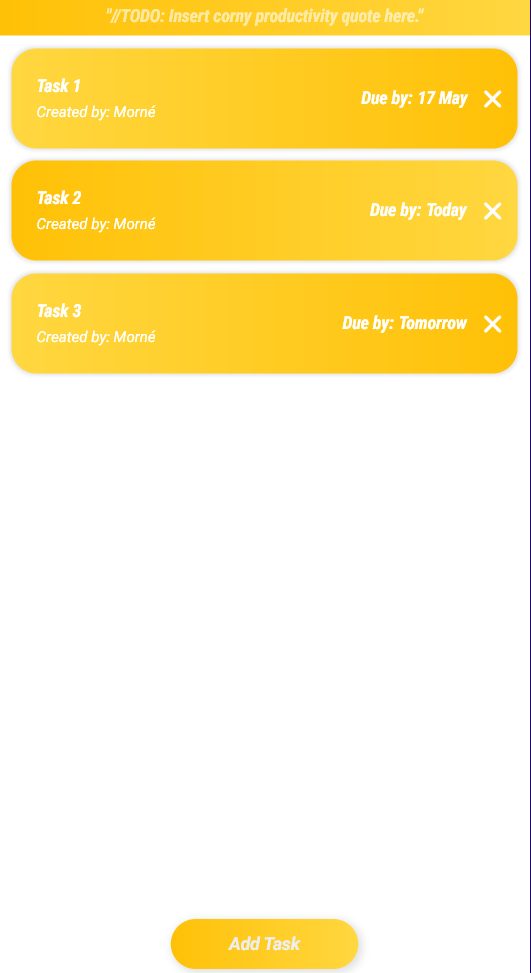 "//TODO: Insert corny productivity quote here."
Task 1
Created by: Morné
Due by: 17 May
Task 2
Created by: Morné
Due by: Today
Task 3
Created by: Morné
Due by: Tomorrow
Add Task